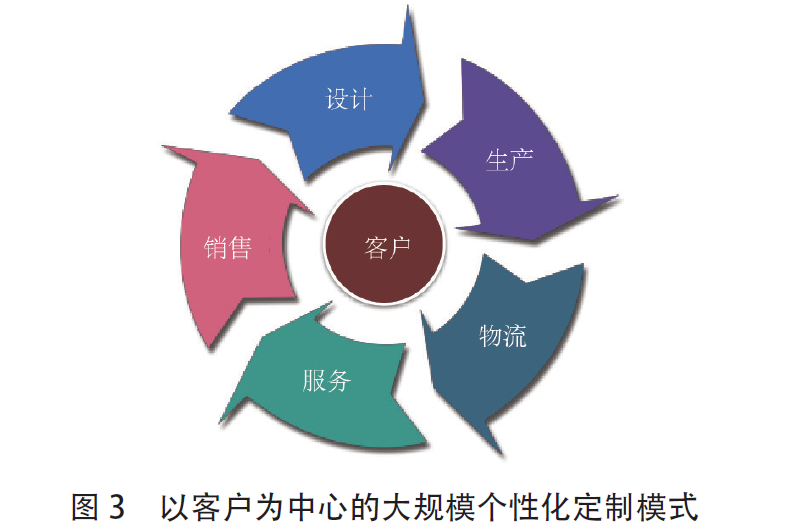 设计
生产
销售
客户
物流
服务
图 3 以客户为中心的大规模个性化定制模式